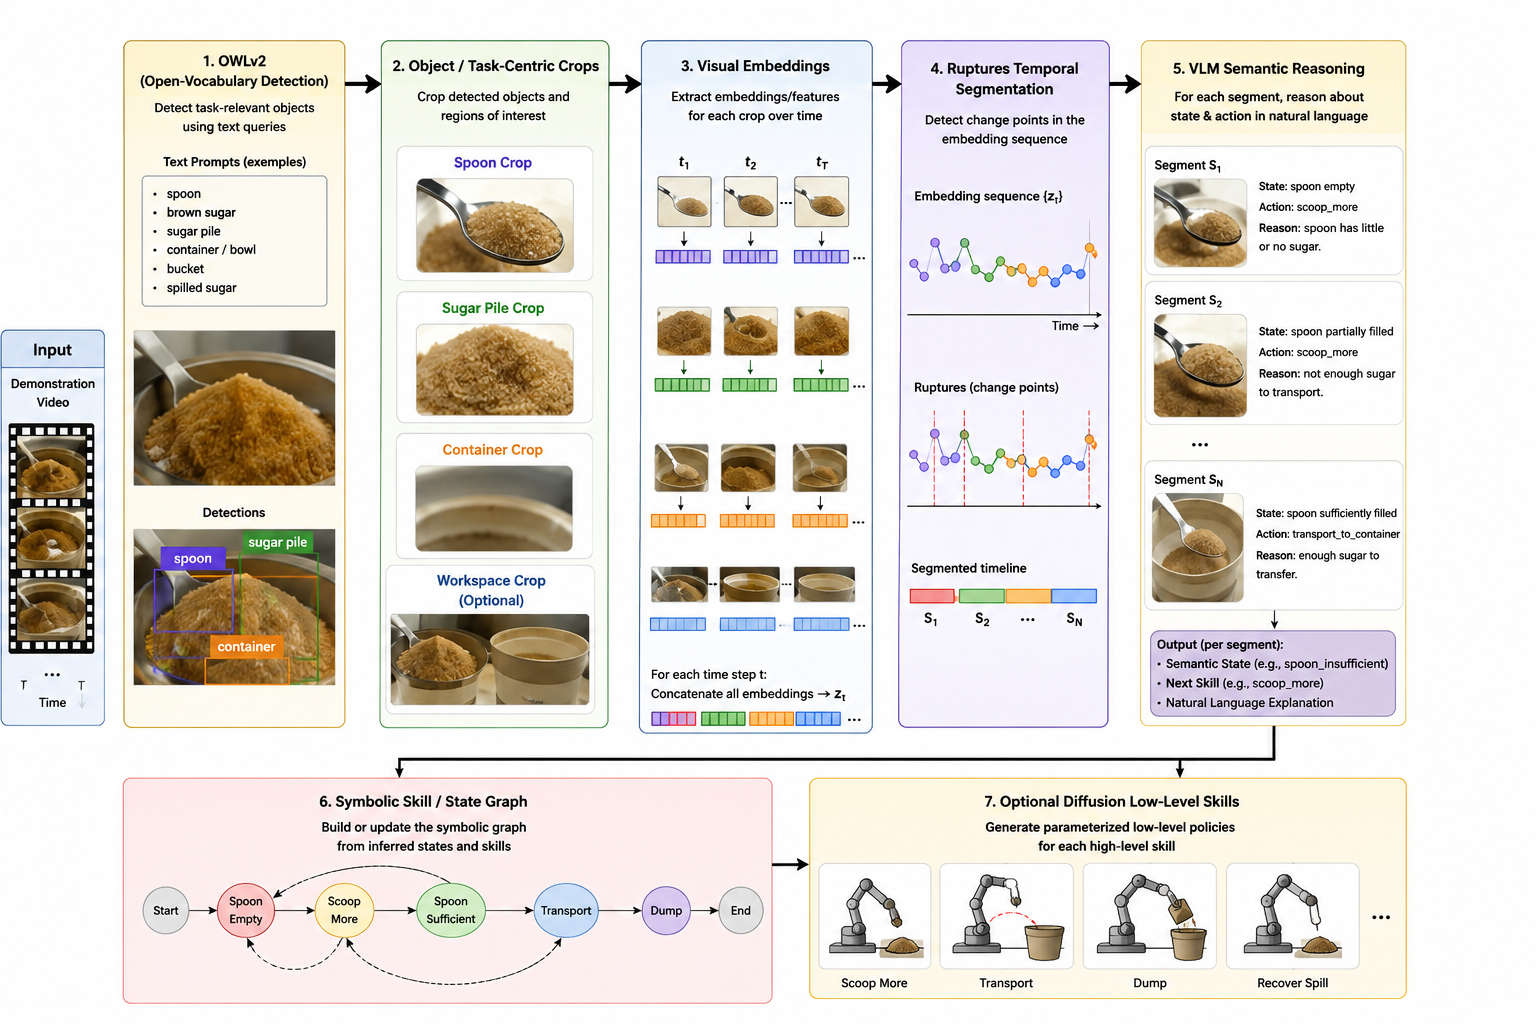 Input
Demonstration
Video
...
T T
Time
1. OWLv2
(Open-Vocabulary Detection)
Detect task-relevant objects
using text queries
Text Prompts (exemples)
• spoon
• brown sugar
• sugar pile
• container / bowl
• bucket
• spilled sugar
Detections
spoon
sugar pile
container
2. Object / Task-Centric Crops
Crop detected objects and
regions of interest
Spoon Crop
Sugar Pile Crop
Container Crop
Workspace Crop
(Optional)
3. Visual Embeddings
Extract embeddings/features
for each crop over time
t1 t2 tT
...
...
...
...
...
For each time step t:
Concatenate all embeddings → zt
...
4. Ruptures Temporal
Segmentation
Detect change points in the
embedding sequence
Embedding sequence {zt}
Time →
Ruptures (change points)
Segmented timeline
S1 S2 ... SN
5. VLM Semantic Reasoning
For each segment, reason about
state & action in natural language
Segment S1
State: spoon empty
Action: scoop_more
Reason: spoon has little
or no sugar.
Segment S2
State: spoon partially filled
Action: scoop_more
Reason: not enough sugar
to transport.
...
Segment SN
State: spoon sufficiently filled
Action: transport_to_container
Reason: enough sugar to
transfer.
Output (per segment):
• Semantic State (e.g., spoon_insufficient)
• Next Skill (e.g., scoop_more)
• Natural Language Explanation
6. Symbolic Skill / State Graph
Build or update the symbolic graph
from inferred states and skills
Start
Spoon
Empty
Scoop
More
Spoon
Sufficient
Transport
Dump
End
7. Optional Diffusion Low-Level Skills
Generate parameterized low-level policies
for each high-level skill
...
Scoop More
Transport
Dump
Recover Spill